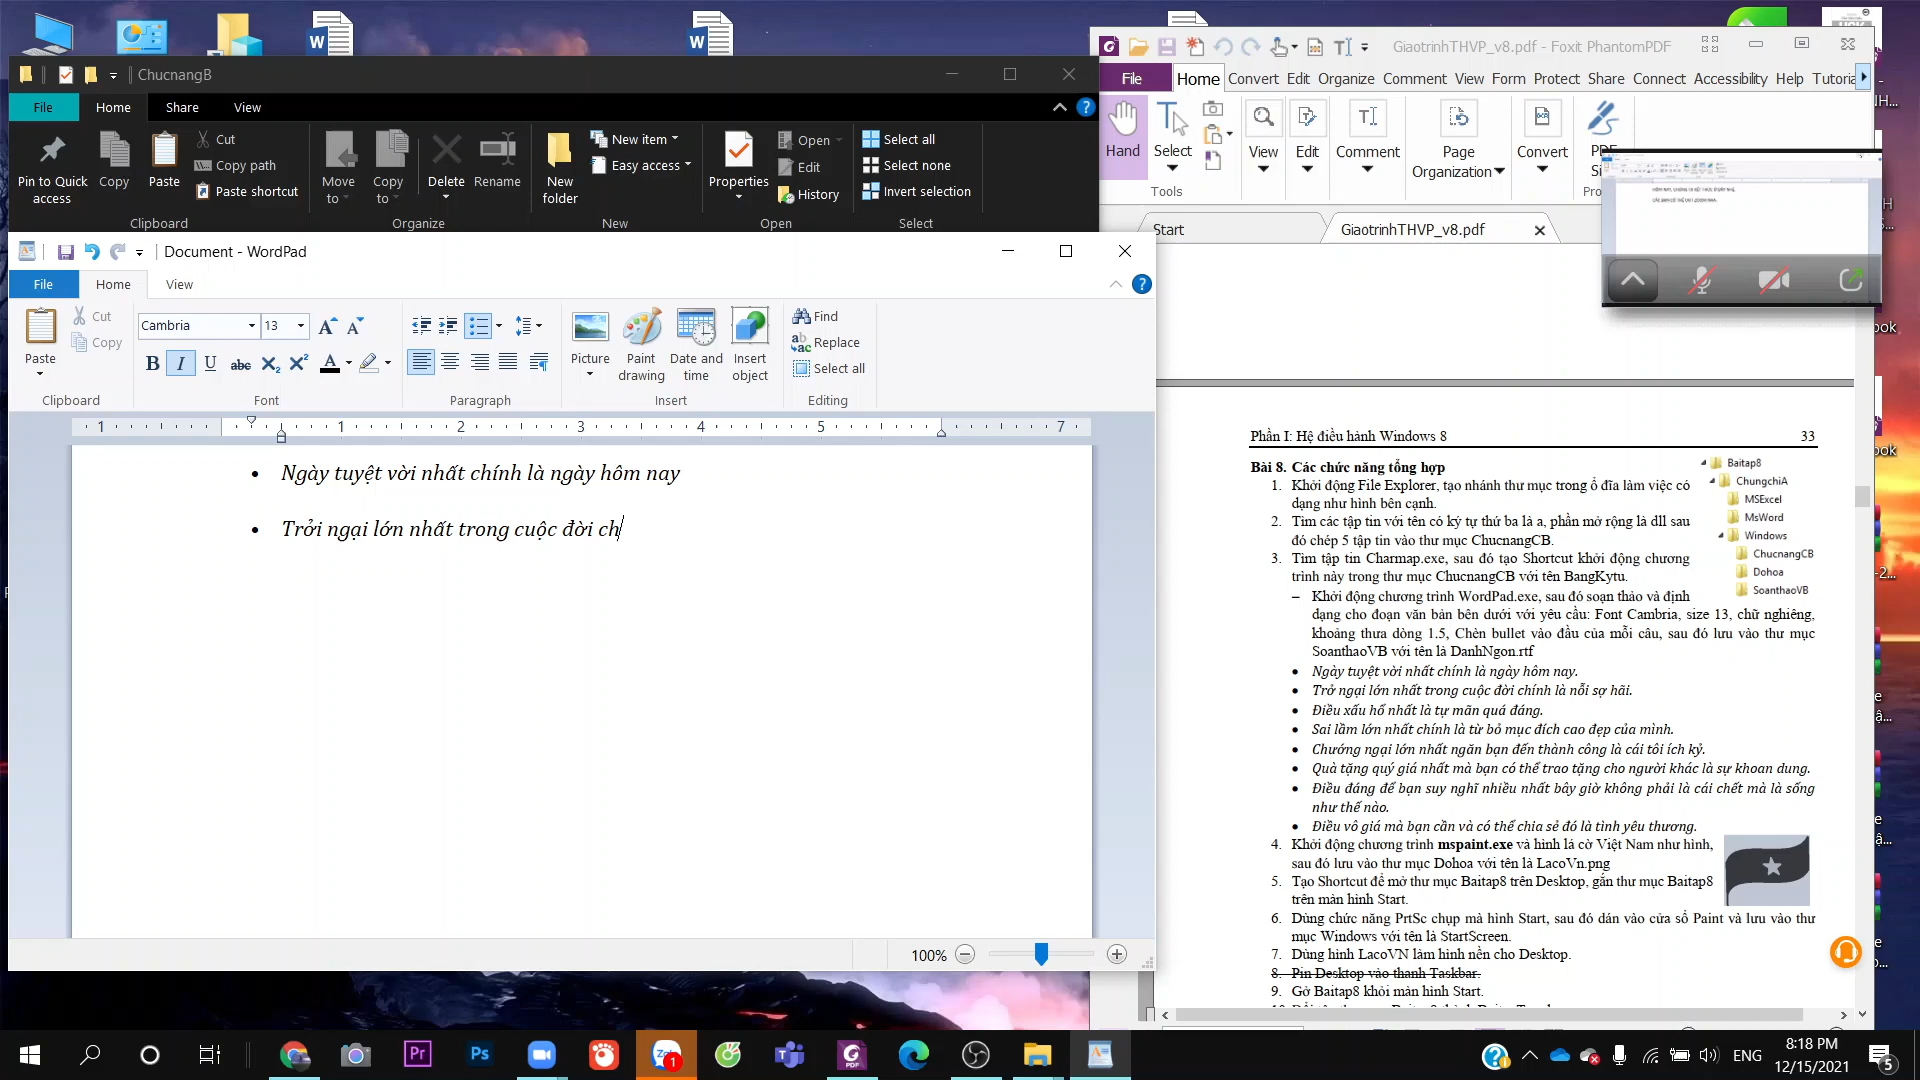 ChucnangB
File
Home
Share
View
Pin to Quick access
Copy
Paste
Cut
Copy path
Paste shortcut
Clipboard
Move to
Copy to
Delete
Rename
Organize
New folder
New item
Easy access
New
Properties
Open
Edit
History
Open
Select all
Select none
Invert selection
Select
Document - WordPad
File
Home
View
Paste
Cut
Copy
Clipboard
Cambria
13
Font
Paragraph
Picture
Paint drawing
Date and time
Insert object
Insert
Find
Replace
Select all
Editing
1 1 2 3 4 5 7
• Ngày tuyệt vời nhất chính là ngày hôm nay
• Trởi ngại lớn nhất trong cuộc đời ch
100%
GiaotrinhTHVP_v8.pdf - Foxit PhantomPDF
File
Home
Convert
Edit
Organize
Comment
View
Form
Protect
Share
Connect
Accessibility
Help
Tutoria
Hand
Select
Tools
View
Edit
Comment
Page Organization
Convert
PDF
Start
GiaotrinhTHVP_v8.pdf
Phần I: Hệ điều hành Windows 8 33
Bài 8. Các chức năng tổng hợp
1. Khởi động File Explorer, tạo nhánh thư mục trong ổ đĩa làm việc có
dạng như hình bên cạnh.
2. Tìm các tập tin với tên có ký tự thứ ba là a, phần mở rộng là dll sau
đó chép 5 tập tin vào thư mục ChucnangCB.
3. Tìm tập tin Charmap.exe, sau đó tạo Shortcut khởi động chương
trình này trong thư mục ChucnangCB với tên BangKytu.
– Khởi động chương trình WordPad.exe, sau đó soạn thảo và định
dạng cho đoạn văn bản bên dưới với yêu cầu: Font Cambria, size 13, chữ nghiêng,
khoảng thưa dòng 1.5, Chèn bullet vào đầu của mỗi câu, sau đó lưu vào thư mục
SoanthaoVB với tên là DanhNgon.rtf
• Ngày tuyệt vời nhất chính là ngày hôm nay.
• Trở ngại lớn nhất trong cuộc đời chính là nỗi sợ hãi.
• Điều xấu hổ nhất là tự mãn quá đáng.
• Sai lầm lớn nhất chính là từ bỏ mục đích cao đẹp của mình.
• Chướng ngại lớn nhất ngăn bạn đến thành công là cái tôi ích kỷ.
• Quà tặng quý giá nhất mà bạn có thể trao tặng cho người khác là sự khoan dung.
• Điều đáng để bạn suy nghĩ nhiều nhất bây giờ không phải là cái chết mà là sống
như thế nào.
• Điều vô giá mà bạn cần và có thể chia sẻ đó là tình yêu thương.
4. Khởi động chương trình mspaint.exe và hình lá cờ Việt Nam như hình,
sau đó lưu vào thư mục Dohoa với tên là LacoVn.png
5. Tạo Shortcut để mở thư mục Baitap8 trên Desktop, gắn thư mục Baitap8
trên màn hình Start.
6. Dùng chức năng PrtSc chụp mà hình Start, sau đó dán vào cửa sổ Paint và lưu vào thư
mục Windows với tên là StartScreen.
7. Dùng hình LacoVN làm hình nền cho Desktop.
8. Pin Desktop vào thanh Taskbar.
9. Gỡ Baitap8 khỏi màn hình Start.
Baitap8
ChungchiA
MSExcel
MsWord
Windows
ChucnangCB
Dohoa
SoanthaoVB
ENG
8:18 PM
12/15/2021
5